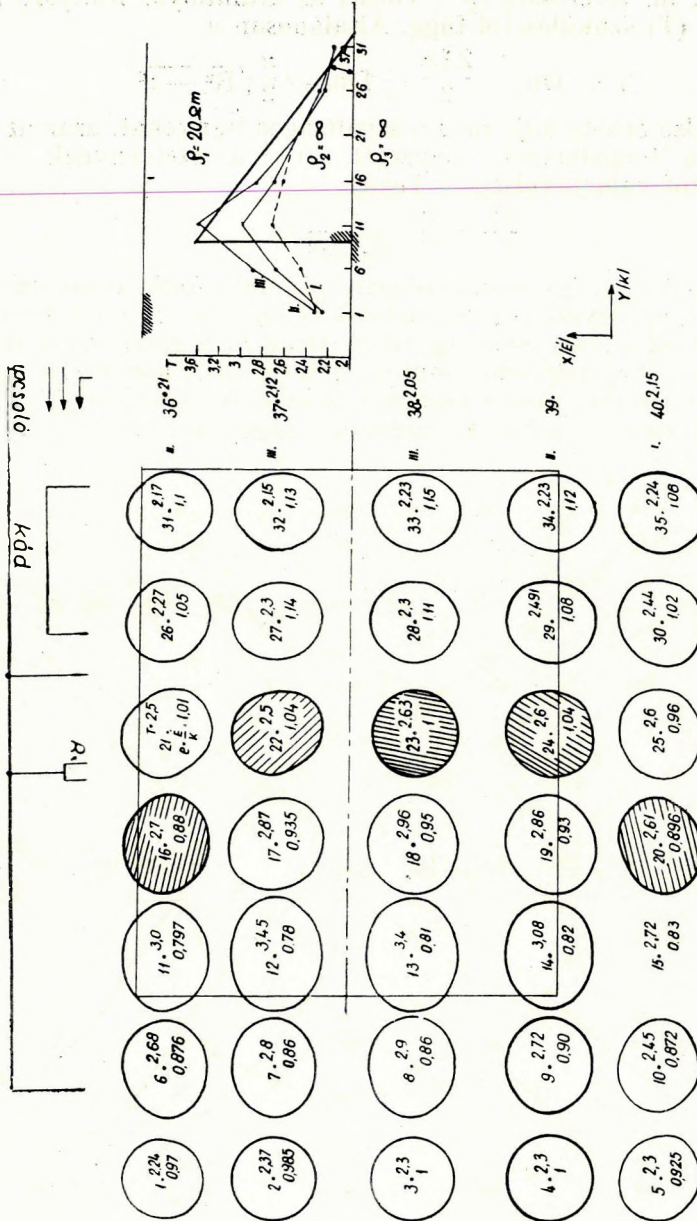 ρ₁ = 20 Ωm
ρ₂ = ∞
ρ₃ = ∞
T
3,6
3,2
3
2,8
2,6
2,4
2,2
2
1
6
11
16
21
26
31
37
III.
II.
I.
X/É/
Y/K/
pcsoló
kád
R₁
II. 36• 21
III. 37• 2,12
III. 38• 2,05
II. 39•
I. 40• 2,15
31• 2,17 1,1
32• 2,15 1,13
33• 2,23 1,15
34• 2,23 1,12
35• 2,24 1,08
26• 2,27 1,05
27• 2,3 1,14
28• 2,3 1,11
29• 2,491 1,08
30• 2,44 1,02
T=2,5
21•
e=É/K=1,01
22• 2,5 1,04
23• 2,63 1
24• 2,6 1,04
25• 2,6 0,96
16• 2,7 0,88
17• 2,87 0,935
18• 2,96 0,95
19• 2,86 0,93
20• 2,61 0,896
11• 3,0 0,797
12• 3,45 0,78
13• 3,4 0,81
14• 3,08 0,82
15• 2,72 0,83
6• 2,68 0,876
7• 2,8 0,86
8• 2,9 0,86
9• 2,72 0,90
10• 2,45 0,872
1• 2,24 0,97
2• 2,37 0,985
3• 2,3 1
4• 2,3 1
5• 2,3 0,925